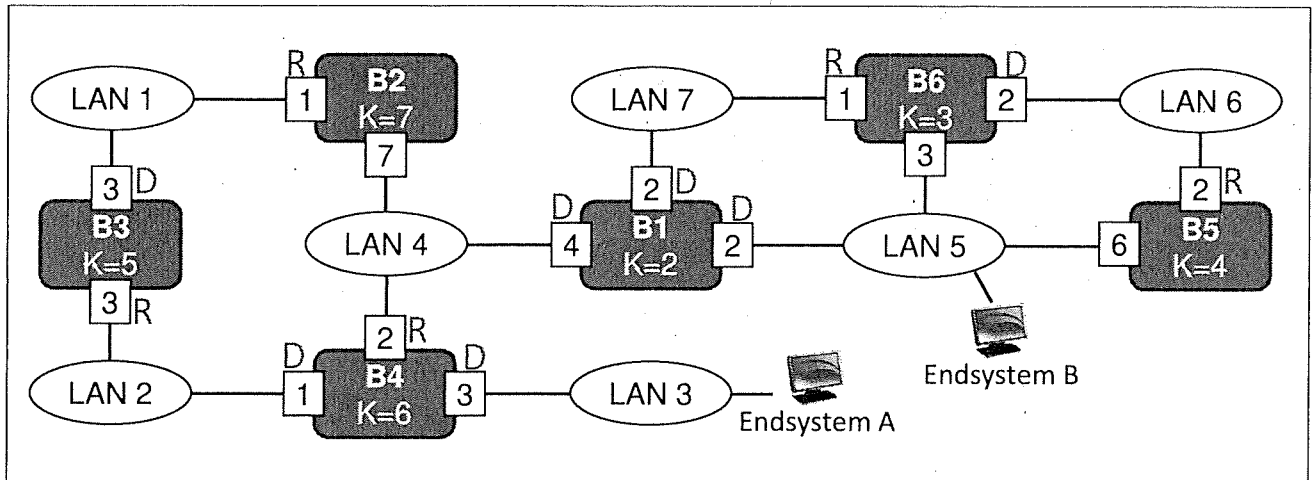 R
B2
R
B6
D
LAN 1
1
K=7
LAN 7
1
K=3
2
LAN 6
7
3
3
D
2
D
2
R
B3
D
B1
D
B5
K=5
LAN 4
4
K=2
2
LAN 5
6
K=4
3
R
2
R
D
B4
D
Endsystem B
LAN 2
1
K=6
3
LAN 3
Endsystem A